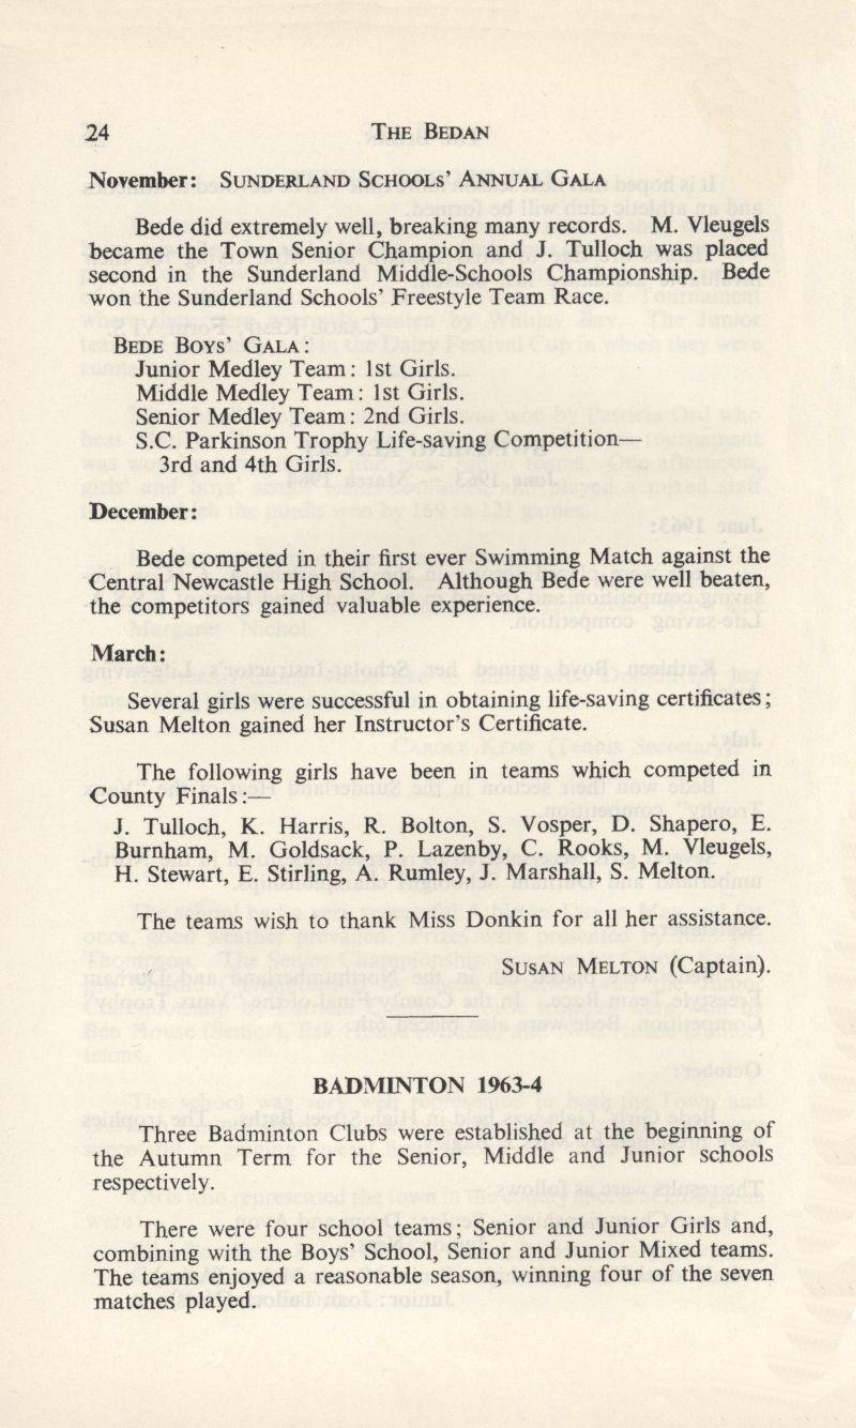 24 THE BEDAN
November: SUNDERLAND SCHOOLS' ANNUAL GALA
Bede did extremely well, breaking many records. M. Vleugels
became the Town Senior Champion and J. Tulloch was placed
second in the Sunderland Middle-Schools Championship. Bede
won the Sunderland Schools' Freestyle Team Race.
BEDE BOYS' GALA:
Junior Medley Team: 1st Girls.
Middle Medley Team: 1st Girls.
Senior Medley Team: 2nd Girls.
S.C. Parkinson Trophy Life-saving Competition—
3rd and 4th Girls.
December:
Bede competed in their first ever Swimming Match against the
Central Newcastle High School. Although Bede were well beaten,
the competitors gained valuable experience.
March:
Several girls were successful in obtaining life-saving certificates;
Susan Melton gained her Instructor's Certificate.
The following girls have been in teams which competed in
County Finals:—
J. Tulloch, K. Harris, R. Bolton, S. Vosper, D. Shapero, E.
Burnham, M. Goldsack, P. Lazenby, C. Rooks, M. Vleugels,
H. Stewart, E. Stirling, A. Rumley, J. Marshall, S. Melton.
The teams wish to thank Miss Donkin for all her assistance.
SUSAN MELTON (Captain).
BADMINTON 1963-4
Three Badminton Clubs were established at the beginning of
the Autumn Term for the Senior, Middle and Junior schools
respectively.
There were four school teams; Senior and Junior Girls and,
combining with the Boys' School, Senior and Junior Mixed teams.
The teams enjoyed a reasonable season, winning four of the seven
matches played.